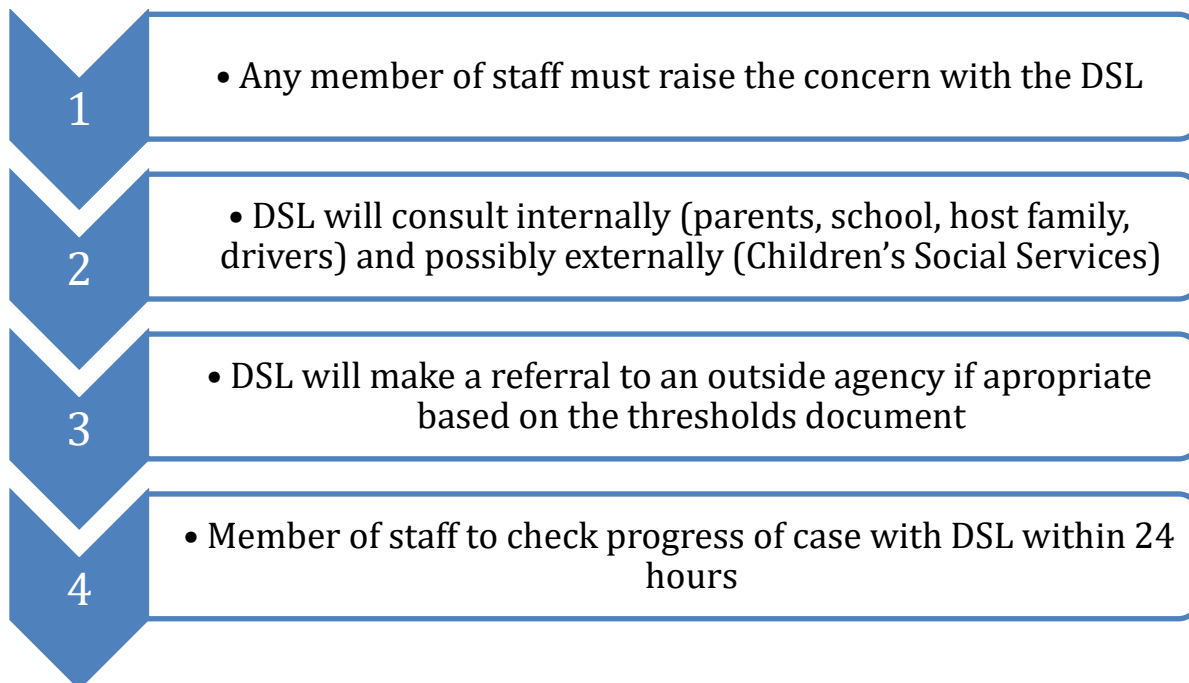 1
• Any member of staff must raise the concern with the DSL
2
• DSL will consult internally (parents, school, host family,
drivers) and possibly externally (Children's Social Services)
3
• DSL will make a referral to an outside agency if apropriate
based on the thresholds document
4
• Member of staff to check progress of case with DSL within 24
hours